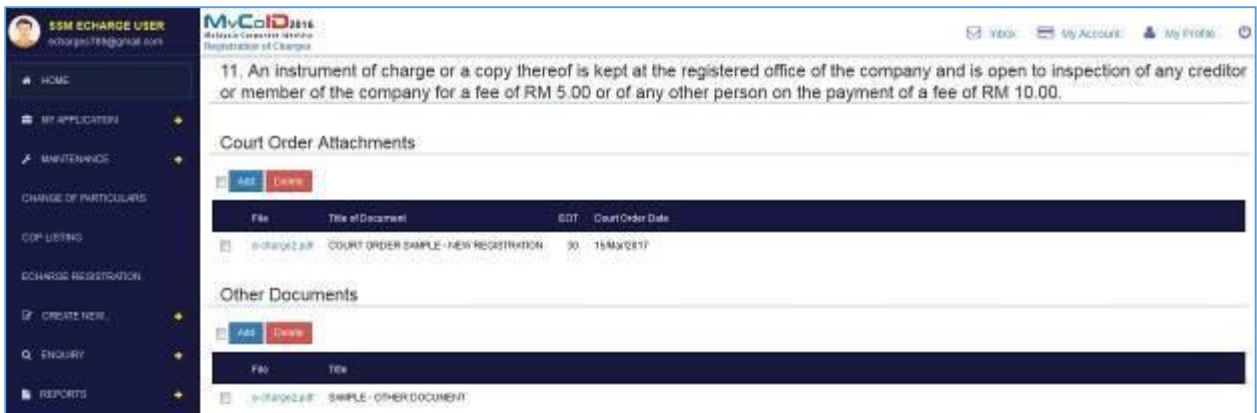 SSM ECHARGE USER
MyCoID 2016
Malaysia Corporate Identity
Registration of Charges
Inbox
My Account
My Profile
HOME
MY APPLICATION
MAINTENANCE
CHANGE OF PARTICULARS
COP LISTING
ECHARGE REGISTRATION
CREATE NEW..
ENQUIRY
REPORTS
11. An instrument of charge or a copy thereof is kept at the registered office of the company and is open to inspection of any creditor
or member of the company for a fee of RM 5.00 or of any other person on the payment of a fee of RM 10.00.
Court Order Attachments
Add Delete
File Title of Document EOT Court Order Date
e-charge2.pdf COURT ORDER SAMPLE - NEW REGISTRATION 30 15/Mar/2017
Other Documents
Add Delete
File Title
e-charge2.pdf SAMPLE - OTHER DOCUMENT